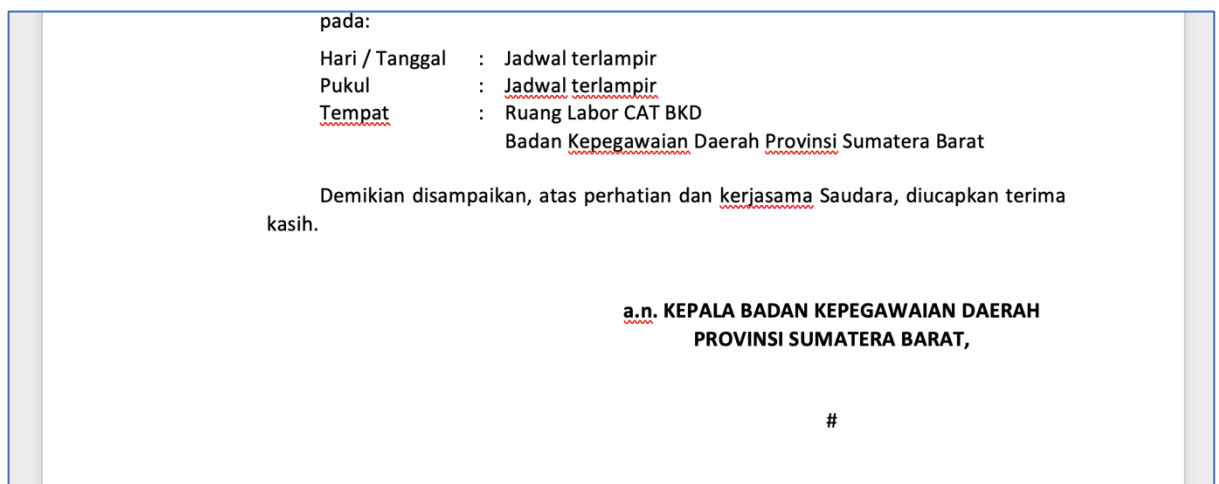 pada:
Hari / Tanggal : Jadwal terlampir
Pukul : Jadwal terlampir
Tempat : Ruang Labor CAT BKD
Badan Kepegawaian Daerah Provinsi Sumatera Barat
Demikian disampaikan, atas perhatian dan kerjasama Saudara, diucapkan terima
kasih.
a.n. KEPALA BADAN KEPEGAWAIAN DAERAH
PROVINSI SUMATERA BARAT,
#